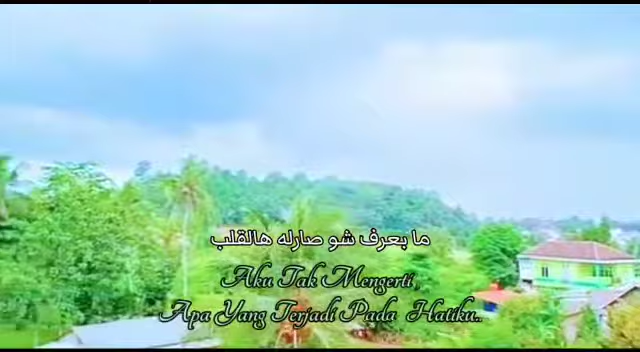 ما بعرف شو صارله هالقلب
Aku Tak Mengerti,
Apa Yang Terjadi Pada Hatiku..